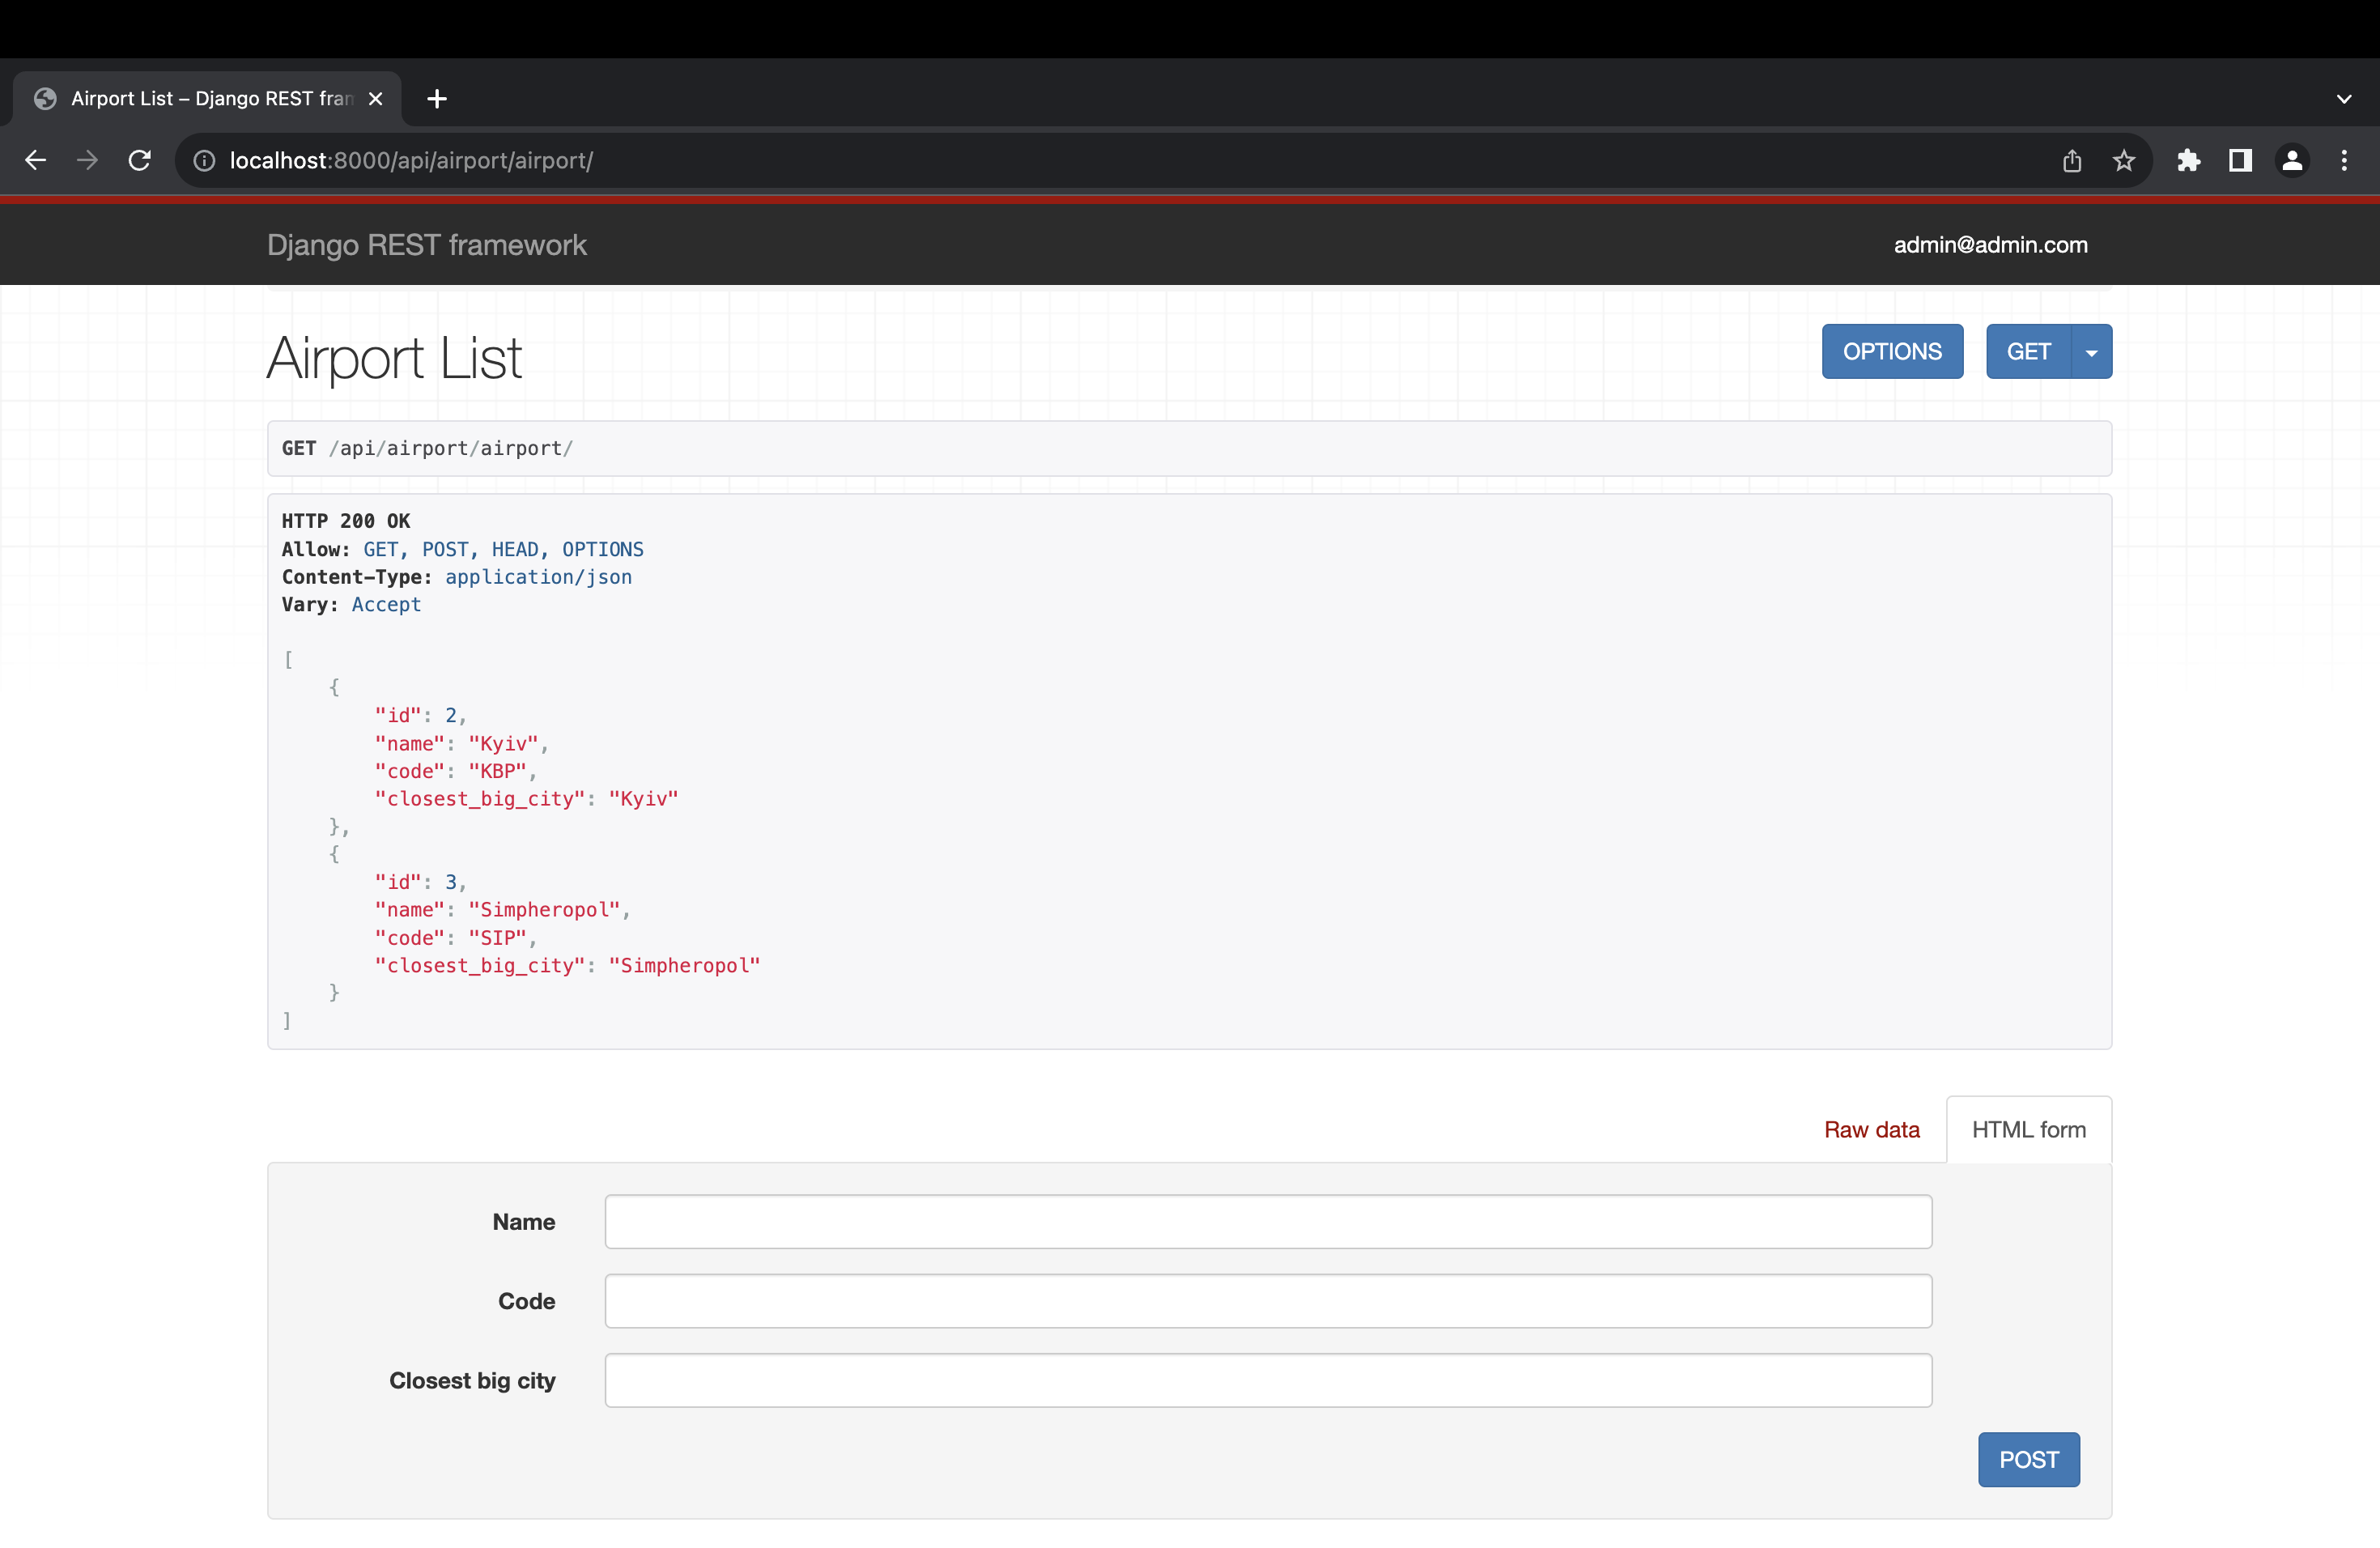 Airport List – Django REST fram
localhost:8000/api/airport/airport/
Django REST framework
admin@admin.com
Airport List
OPTIONS
GET
GET /api/airport/airport/
HTTP 200 OK
Allow: GET, POST, HEAD, OPTIONS
Content-Type: application/json
Vary: Accept
[
    {
        "id": 2,
        "name": "Kyiv",
        "code": "KBP",
        "closest_big_city": "Kyiv"
    },
    {
        "id": 3,
        "name": "Simpheropol",
        "code": "SIP",
        "closest_big_city": "Simpheropol"
    }
]
Raw data
HTML form
Name
Code
Closest big city
POST